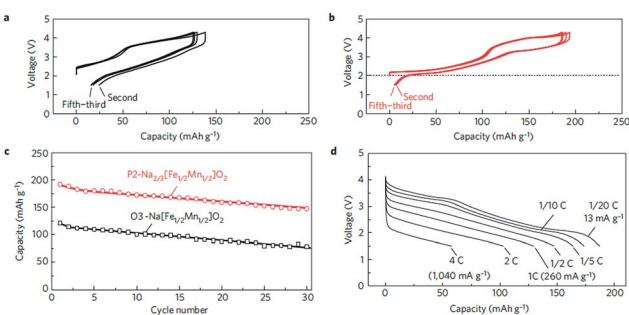 a
5
4
3
2
1
0
Voltage (V)
Second
Fifth–third
0 50 100 150 200 250
Capacity (mAh g⁻¹)
b
5
4
3
2
1
0
Voltage (V)
Second
Fifth–third
0 50 100 150 200 250
Capacity (mAh g⁻¹)
c
250
200
150
100
50
0
Capacity (mAh g⁻¹)
P2-Na₂/₃[Fe₁/₂Mn₁/₂]O₂
O3-Na[Fe₁/₂Mn₁/₂]O₂
0 5 10 15 20 25 30
Cycle number
d
5
4
3
2
1
0
Voltage (V)
1/10 C
1/20 C
13 mA g⁻¹
4 C
2 C
1/2 C
1/5 C
(1,040 mA g⁻¹)
1C (260 mA g⁻¹)
0 50 100 150 200
Capacity (mAh g⁻¹)